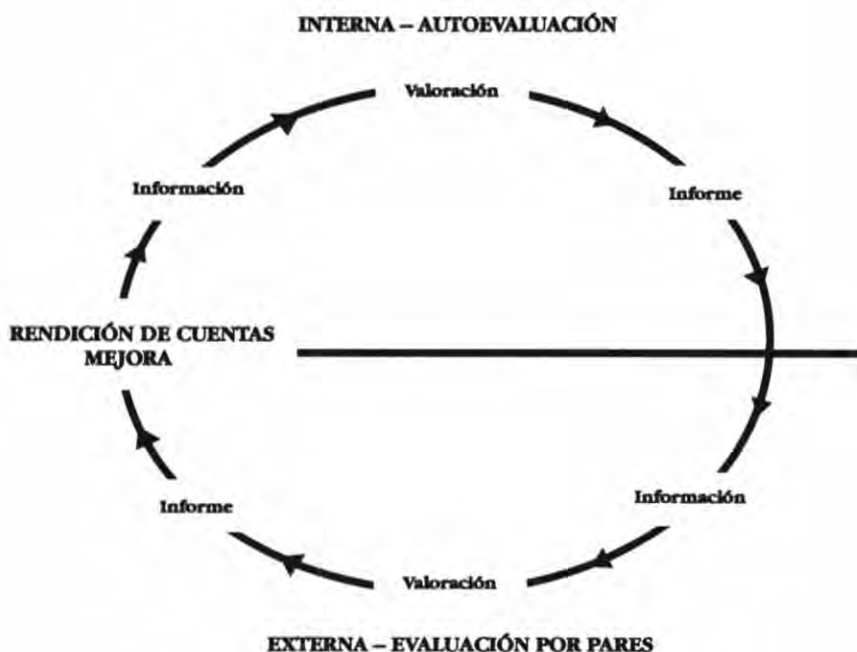 INTERNA – AUTOEVALUACIÓN
Valoración
Información
Informe
RENDICIÓN DE CUENTAS
MEJORA
Informe
Información
Valoración
EXTERNA – EVALUACIÓN POR PARES